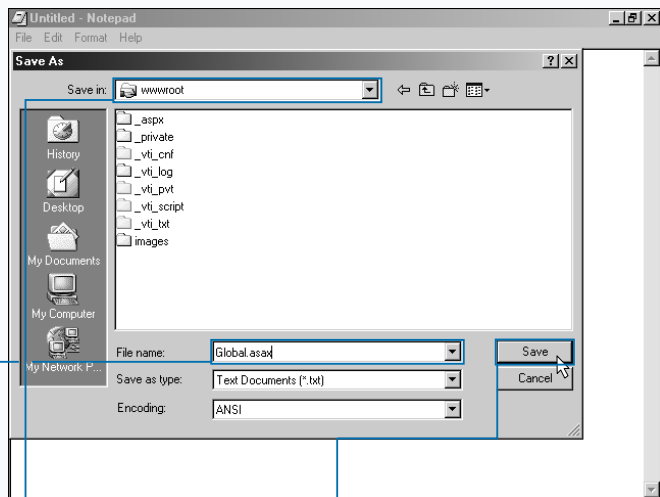 Untitled - Notepad
File Edit Format Help
Save As
Save in: wwwroot
History
Desktop
My Documents
My Computer
My Network P...
_aspx
_private
_vti_cnf
_vti_log
_vti_pvt
_vti_script
_vti_txt
images
File name: Global.asax
Save
Save as type: Text Documents (*.txt)
Cancel
Encoding: ANSI